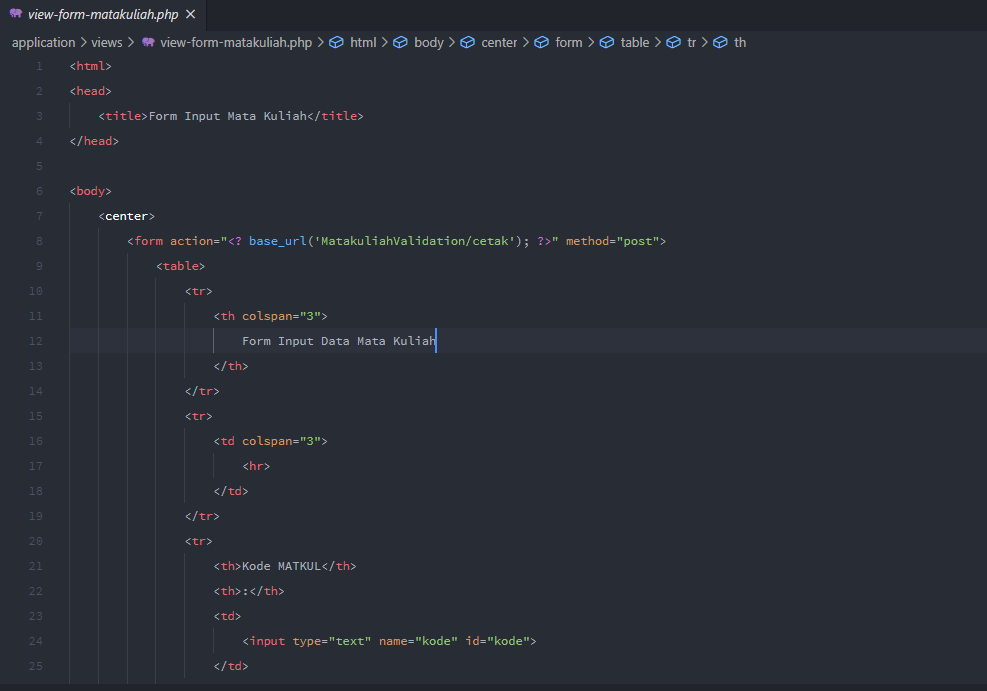 view-form-matakuliah.php
application > views > view-form-matakuliah.php > html > body > center > form > table > tr > th
1 <html>
2 <head>
3 <title>Form Input Mata Kuliah</title>
4 </head>
5
6 <body>
7 <center>
8 <form action="<? base_url('MatakuliahValidation/cetak'); ?>" method="post">
9 <table>
10 <tr>
11 <th colspan="3">
12 Form Input Data Mata Kuliah
13 </th>
14 </tr>
15 <tr>
16 <td colspan="3">
17 <hr>
18 </td>
19 </tr>
20 <tr>
21 <th>Kode MATKUL</th>
22 <th>:</th>
23 <td>
24 <input type="text" name="kode" id="kode">
25 </td>